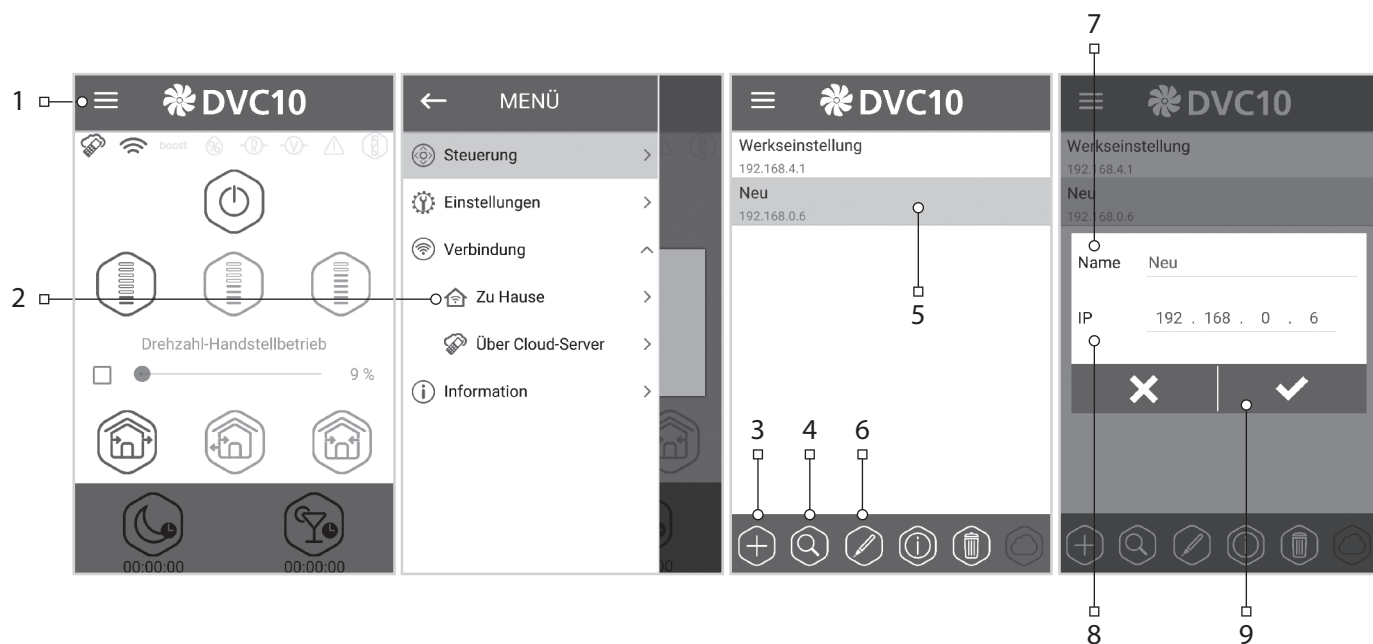 7
1
DVC10
boost
R
V
Drehzahl-Handstellbetrieb
9 %
00:00:00
00:00:00
MENÜ
Steuerung
Einstellungen
Verbindung
2
Zu Hause
Über Cloud-Server
Information
00
DVC10
Werkseinstellung
192.168.4.1
Neu
192.168.0.6
5
3
4
6
DVC10
Werkseinstellung
192.168.4.1
Neu
192.168.0.6
Name
Neu
IP
192 . 168 . 0 . 6
8
9